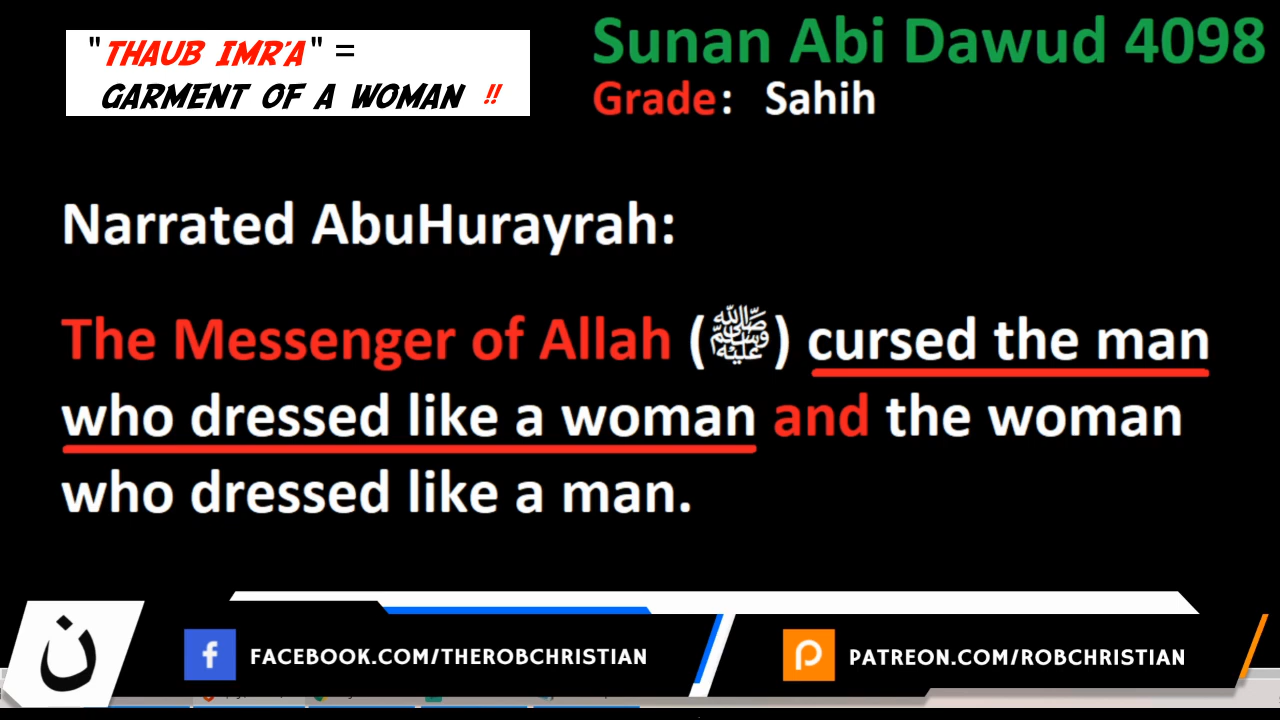 "THAUB IMR'A" =
GARMENT OF A WOMAN !!
Sunan Abi Dawud 4098
Grade: Sahih
Narrated AbuHurayrah:
The Messenger of Allah (ﷺ) cursed the man
who dressed like a woman and the woman
who dressed like a man.
ن
f FACEBOOK.COM/THEROBCHRISTIAN
PATREON.COM/ROBCHRISTIAN